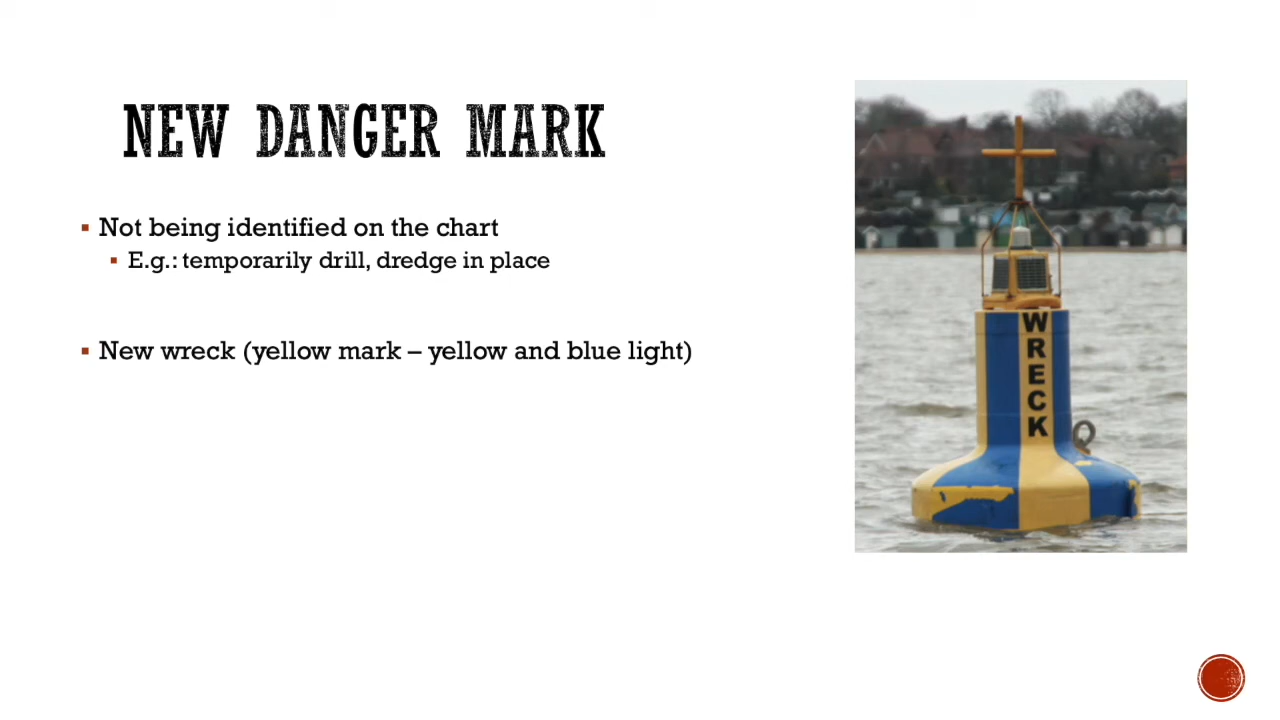 NEW DANGER MARK
▪ Not being identified on the chart
▪ E.g.: temporarily drill, dredge in place
▪ New wreck (yellow mark – yellow and blue light)
WRECK